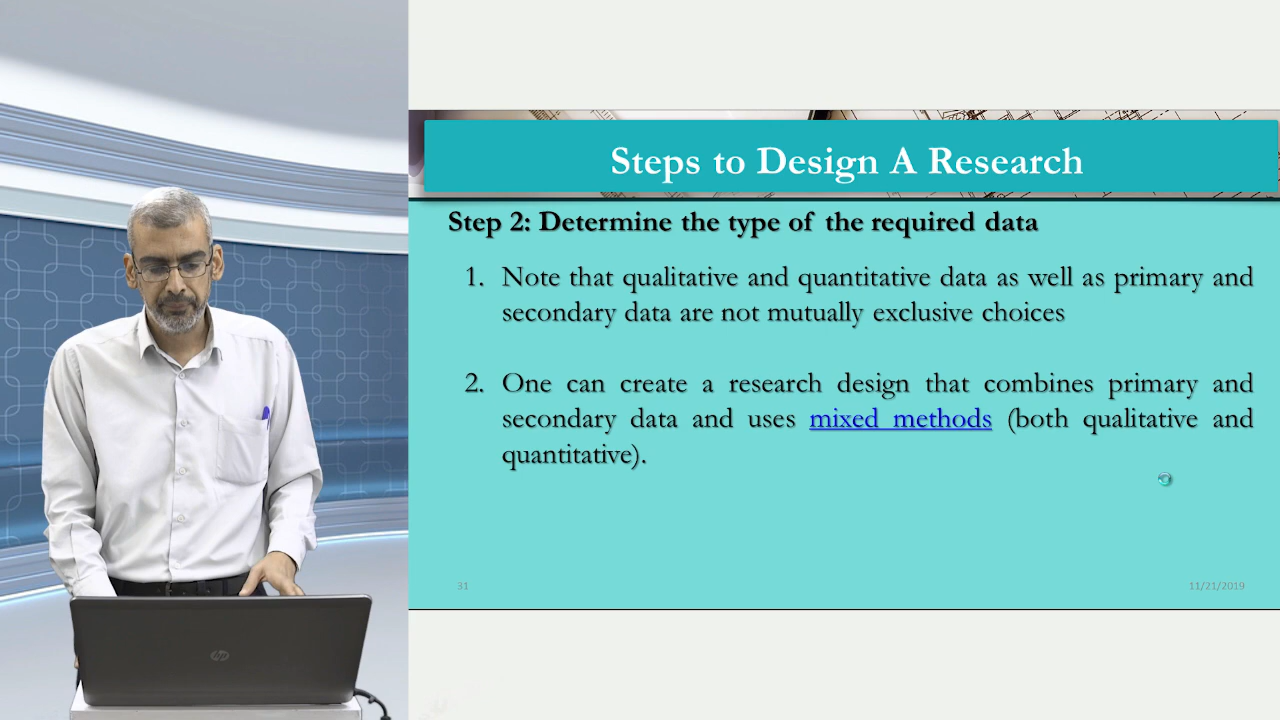 Steps to Design A Research
Step 2: Determine the type of the required data
1. Note that qualitative and quantitative data as well as primary and
secondary data are not mutually exclusive choices
2. One can create a research design that combines primary and
secondary data and uses mixed methods (both qualitative and
quantitative).
31
11/21/2019
hp